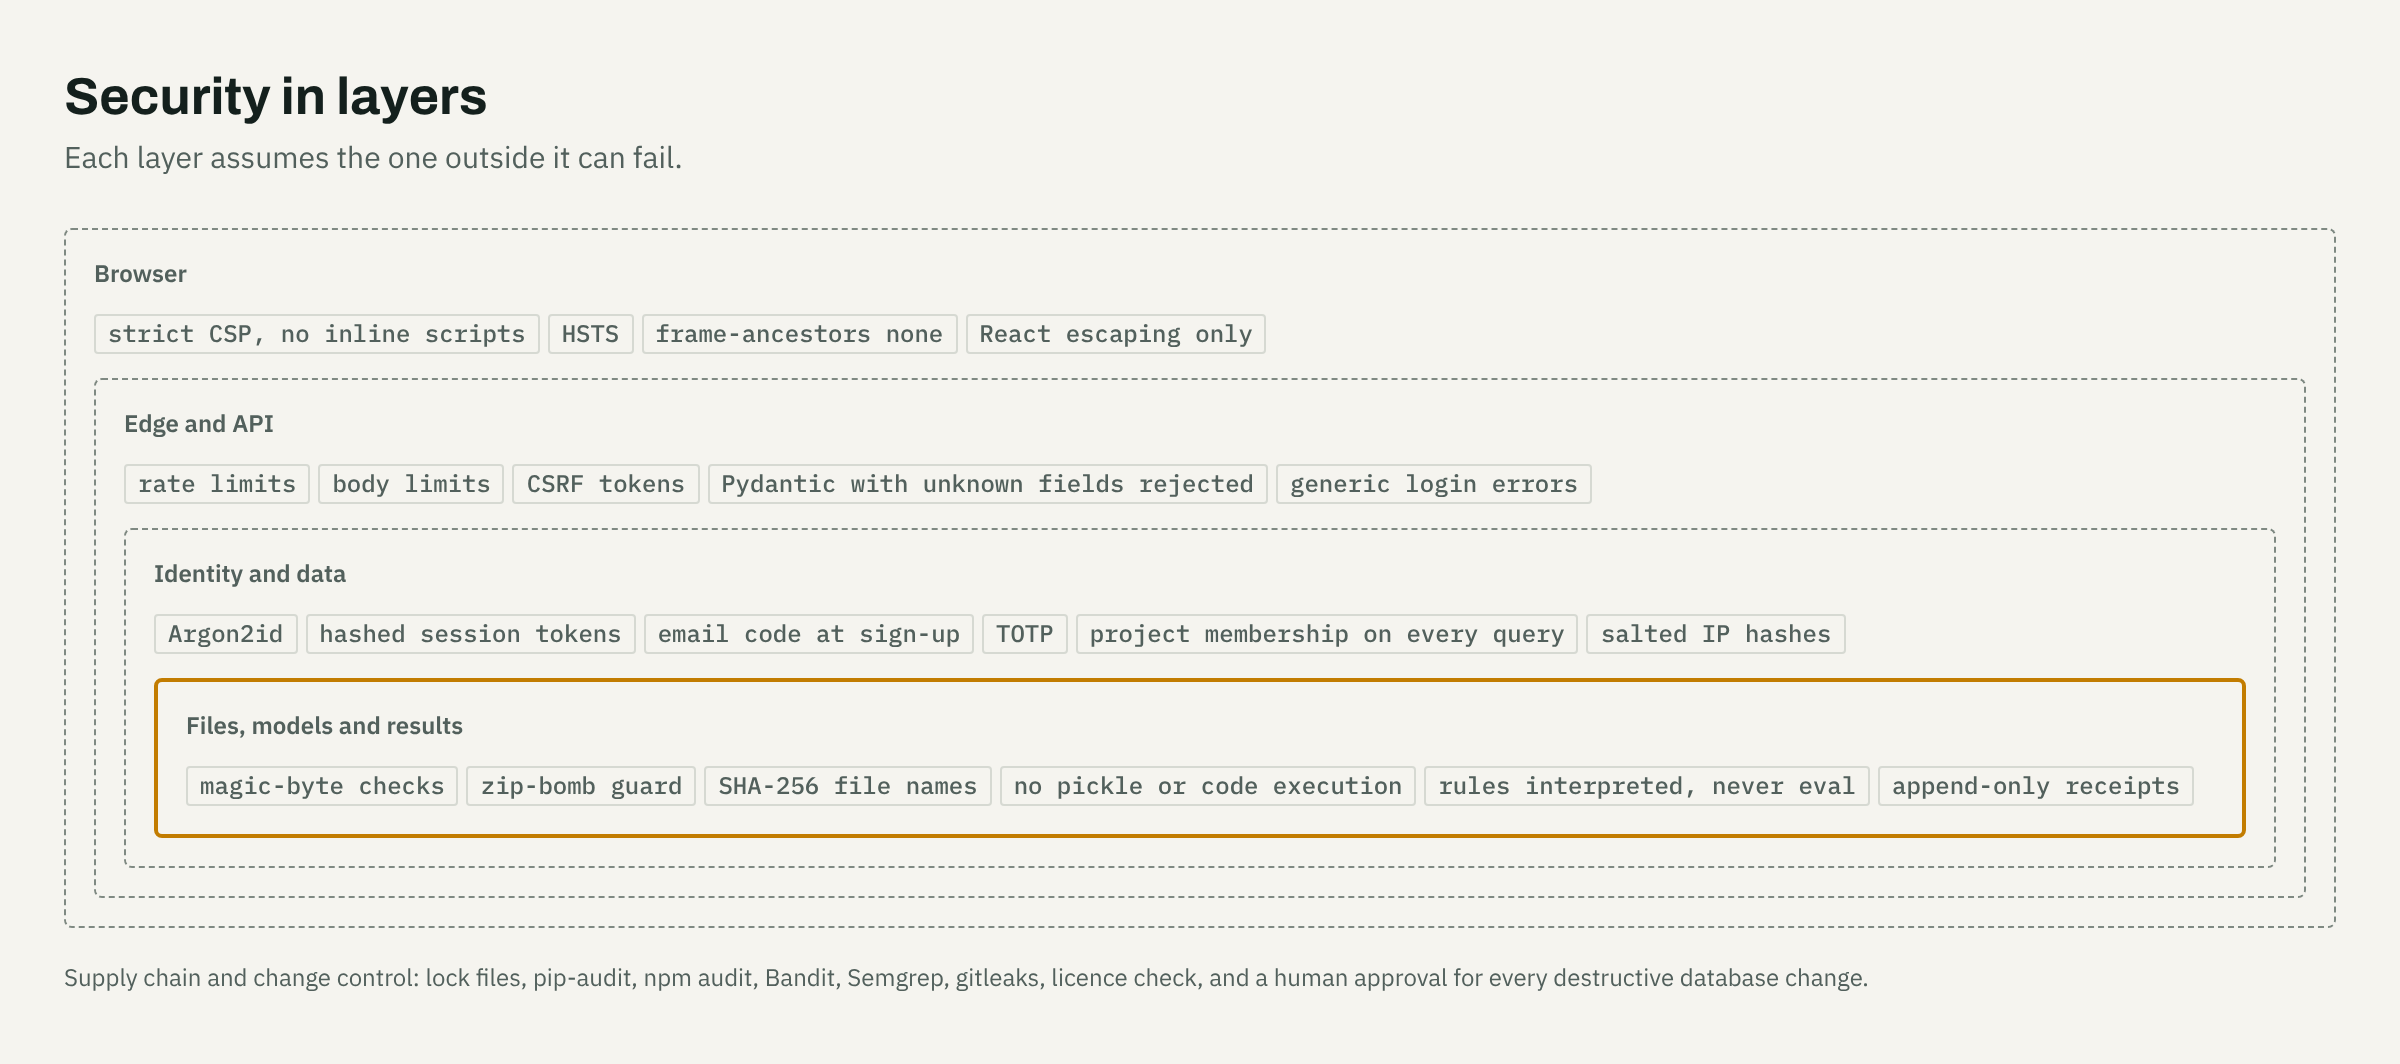 Security in layers
Each layer assumes the one outside it can fail.
Browser
strict CSP, no inline scripts HSTS frame-ancestors none React escaping only
Edge and API
rate limits body limits CSRF tokens Pydantic with unknown fields rejected generic login errors
Identity and data
Argon2id hashed session tokens email code at sign-up TOTP project membership on every query salted IP hashes
Files, models and results
magic-byte checks zip-bomb guard SHA-256 file names no pickle or code execution rules interpreted, never eval append-only receipts
Supply chain and change control: lock files, pip-audit, npm audit, Bandit, Semgrep, gitleaks, licence check, and a human approval for every destructive database change.